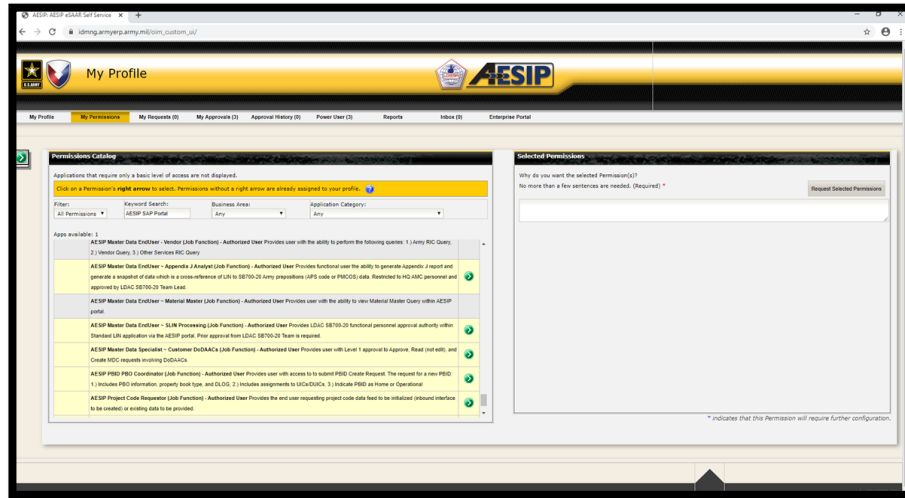 AESIP: AESIP eSAAR Self Service
idmng.armyerp.army.mil/oim_custom_ui/
U.S.ARMY
My Profile
AESIP
My Profile
My Permissions
My Requests (0)
My Approvals (3)
Approval History (0)
Power User (3)
Reports
Inbox (0)
Enterprise Portal
Permissions Catalog
Applications that require only a basic level of access are not displayed.
Click on a Permission's right arrow to select. Permissions without a right arrow are already assigned to your profile.
Filter:
Keyword Search:
Business Area:
Application Category:
All Permissions
AESIP SAP Portal
Any
Any
Apps available: 1
AESIP Master Data EndUser - Vendor (Job Function) - Authorized User Provides user with the ability to perform the following queries: 1.) Army RIC Query,
2.) Vendor Query, 3.) Other Services RIC Query
AESIP Master Data EndUser ~ Appendix J Analyst (Job Function) - Authorized User Provides functional user the ability to generate Appendix J report and
generate a snapshot of data which is a cross-reference of LIN to SB700-20 Army prepositions (APS code or PMICOS) data. Restricted to HQ AMC personnel and
approved by LDAC SB700-20 Team Lead.
AESIP Master Data EndUser ~ Material Master (Job Function) - Authorized User Provides user with the ability to view Material Master Query within AESIP
portal.
AESIP Master Data EndUser ~ SLIN Processing (Job Function) - Authorized User Provides LDAC SB700-20 functional personnel approval authority within
Standard LIN application via the AESIP portal. Prior approval from LDAC SB700-20 Team is required.
AESIP Master Data Specialist ~ Customer DoDAACs (Job Function) - Authorized User Provides user with Level 1 approval to Approve, Read (not edit), and
Create MDC requests involving DoDAACs.
AESIP PBID PBO Coordinator (Job Function) - Authorized User Provides user with access to to submit PBID Create Request. The request for a new PBID:
1.) Includes PBO information, property book type, and DLOG, 2.) Includes assignments to UICs/DUICs, 3.) Indicate PBID as Home or Operational
AESIP Project Code Requestor (Job Function) - Authorized User Provides the end user requesting project code data feed to be initialized (inbound interface
to be created) or existing data to be provided.
Selected Permissions
Why do you want the selected Permission(s)?
No more than a few sentences are needed. (Required) *
Request Selected Permissions
* indicates that this Permission will require further configuration.